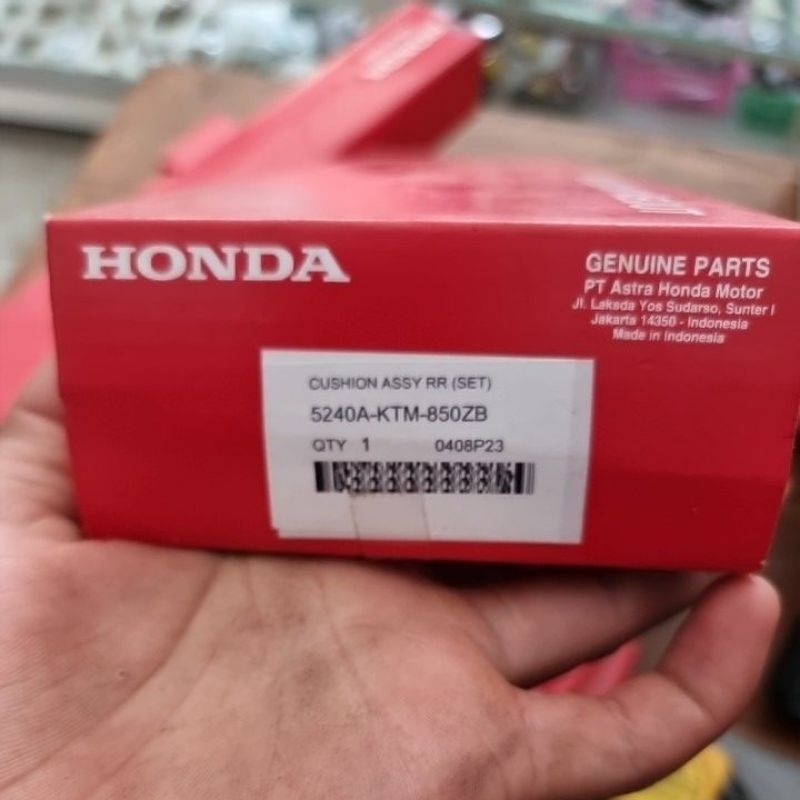 HONDA
GENUINE PARTS
PT Astra Honda Motor
Jl. Laksda Yos Sudarso, Sunter I
Jakarta 14350 - Indonesia
Made in Indonesia
CUSHION ASSY RR (SET)
5240A-KTM-850ZB
QTY 1 0408P23